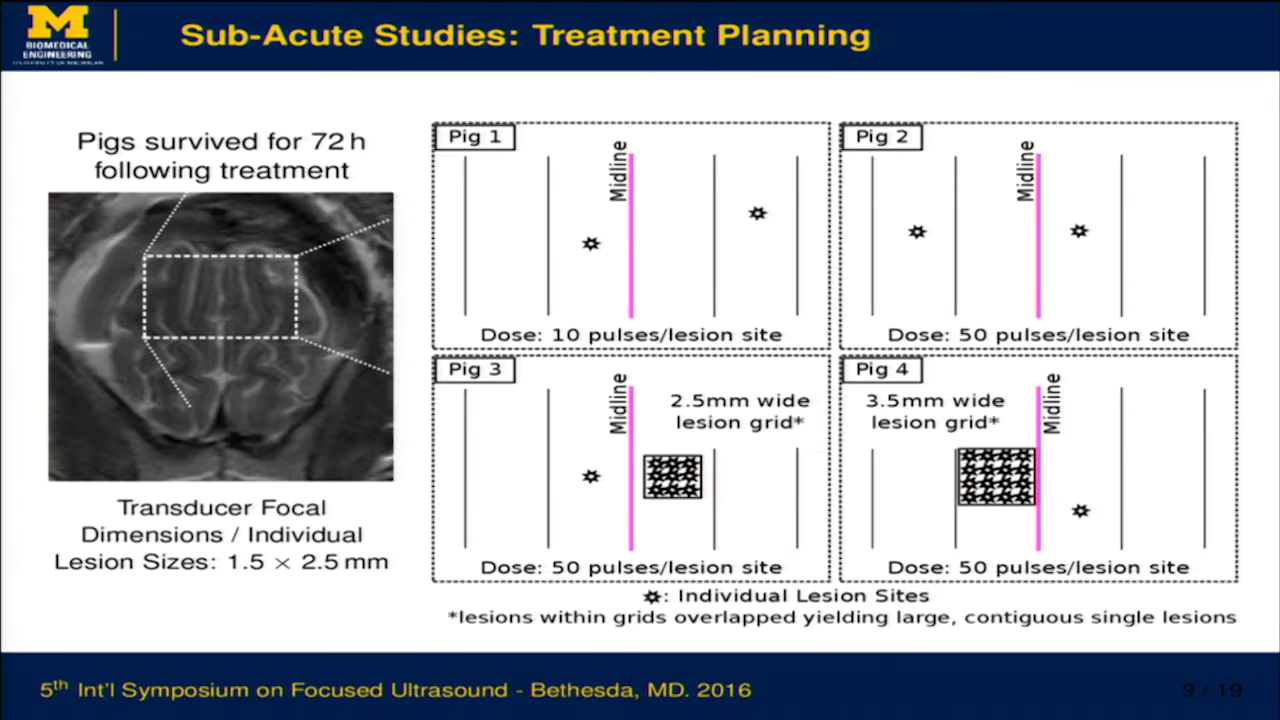 M
BIOMEDICAL
ENGINEERING
UNIVERSITY OF MICHIGAN
Sub-Acute Studies: Treatment Planning
Pigs survived for 72 h
following treatment
Transducer Focal
Dimensions / Individual
Lesion Sizes: 1.5 × 2.5 mm
Pig 1
Midline
Dose: 10 pulses/lesion site
Pig 2
Midline
Dose: 50 pulses/lesion site
Pig 3
Midline
2.5mm wide
lesion grid*
Dose: 50 pulses/lesion site
Pig 4
3.5mm wide
lesion grid*
Midline
Dose: 50 pulses/lesion site
: Individual Lesion Sites
*lesions within grids overlapped yielding large, contiguous single lesions
5th Int'l Symposium on Focused Ultrasound - Bethesda, MD. 2016
9 / 19